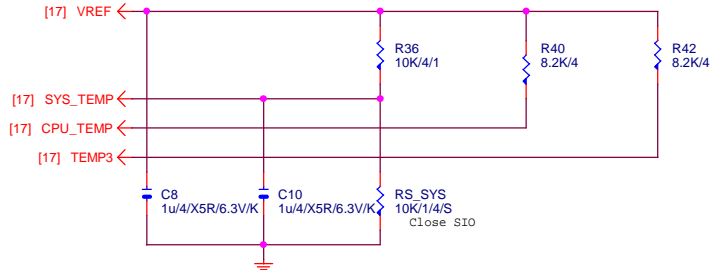 [17] VREF
R36
10K/4/1
R40
8.2K/4
R42
8.2K/4
[17] SYS_TEMP
[17] CPU_TEMP
[17] TEMP3
C8
1u/4/X5R/6.3V/K
C10
1u/4/X5R/6.3V/K
RS_SYS
10K/1/4/S
Close SIO